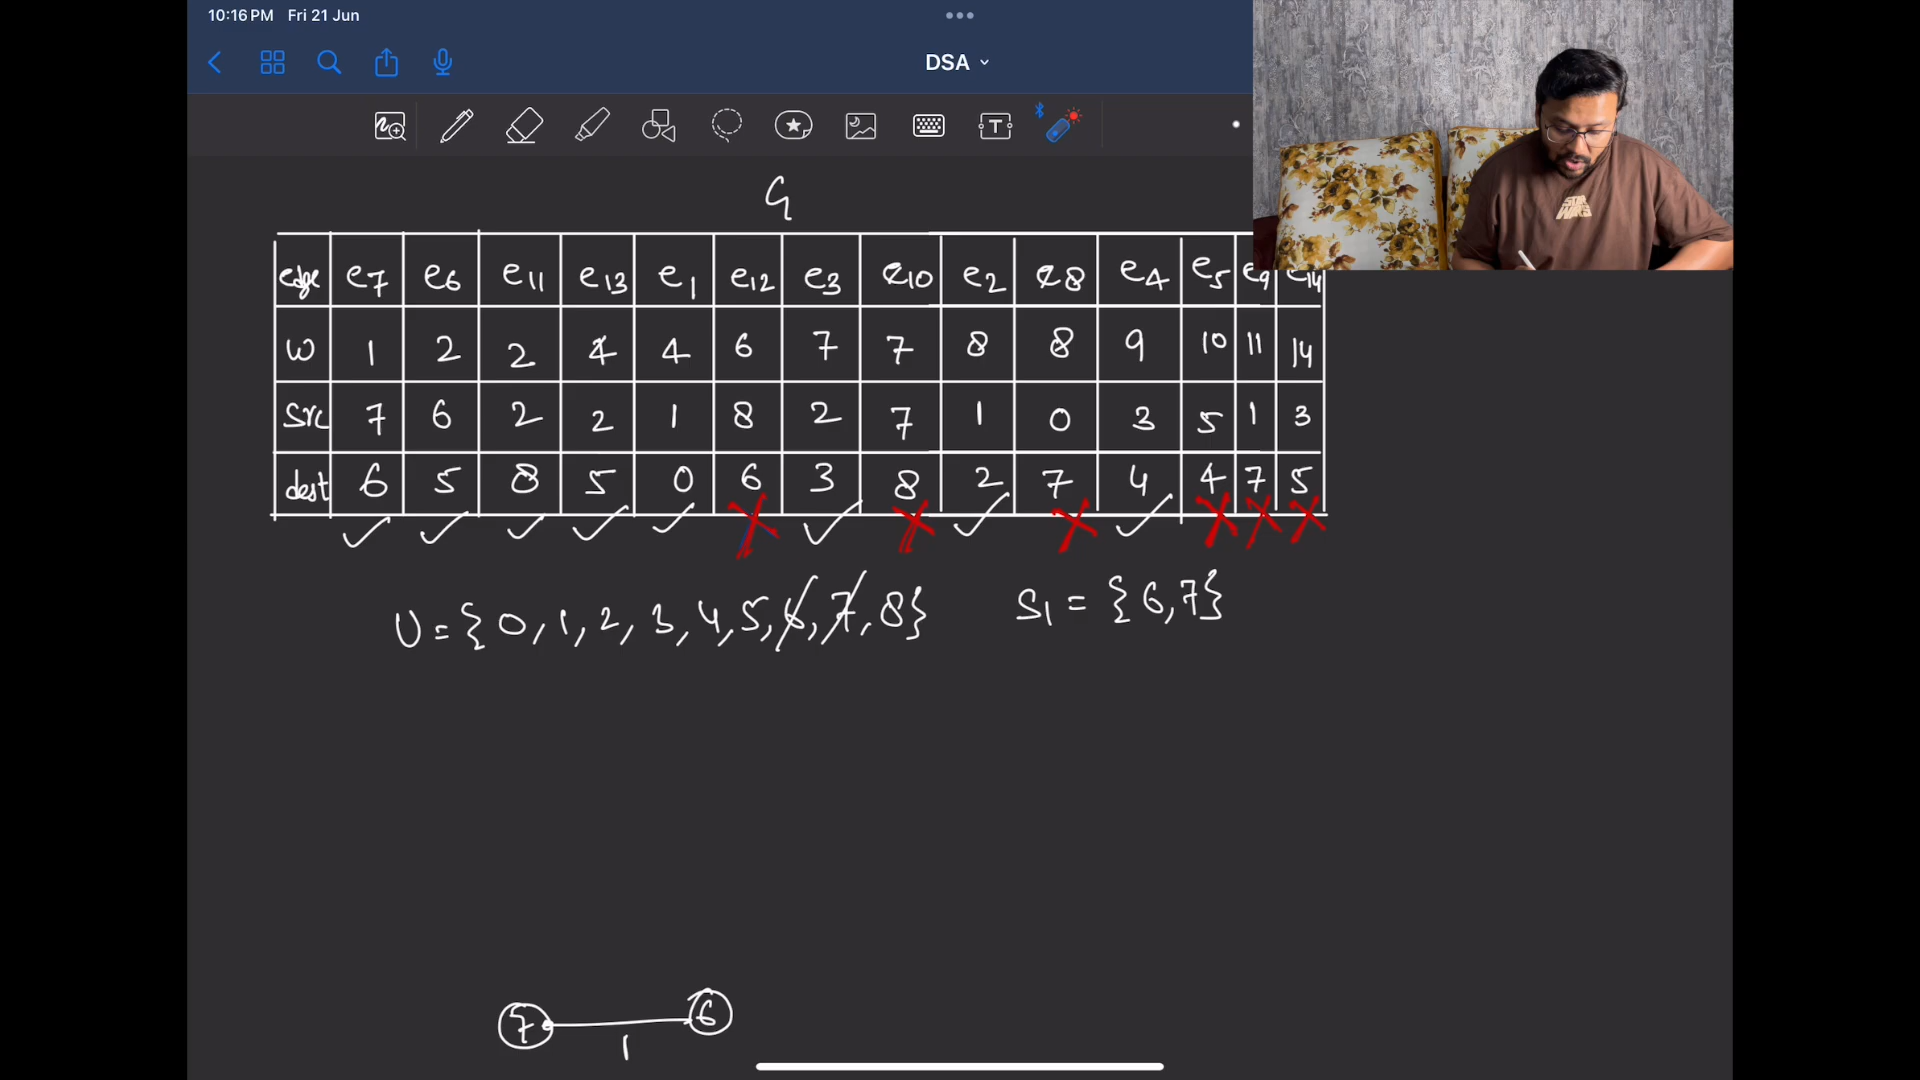 10:16 PM Fri 21 Jun
DSA
T
STAR WARS
G
edge e7 e6 e11 e13 e1 e12 e3 e10 e2 e8 e4 e5 e9 e14
w 1 2 2 4 4 6 7 7 8 8 9 10 11 14
Src 7 6 2 2 1 8 2 7 1 0 3 5 1 3
dest 6 5 8 5 0 6 3 8 2 7 4 4 7 5
✓ ✓ ✓ ✓ ✓ X ✓ X ✓ X ✓ X X X
U = {0, 1, 2, 3, 4, 5, 6, 7, 8} S1 = {6,7}
7 6
1